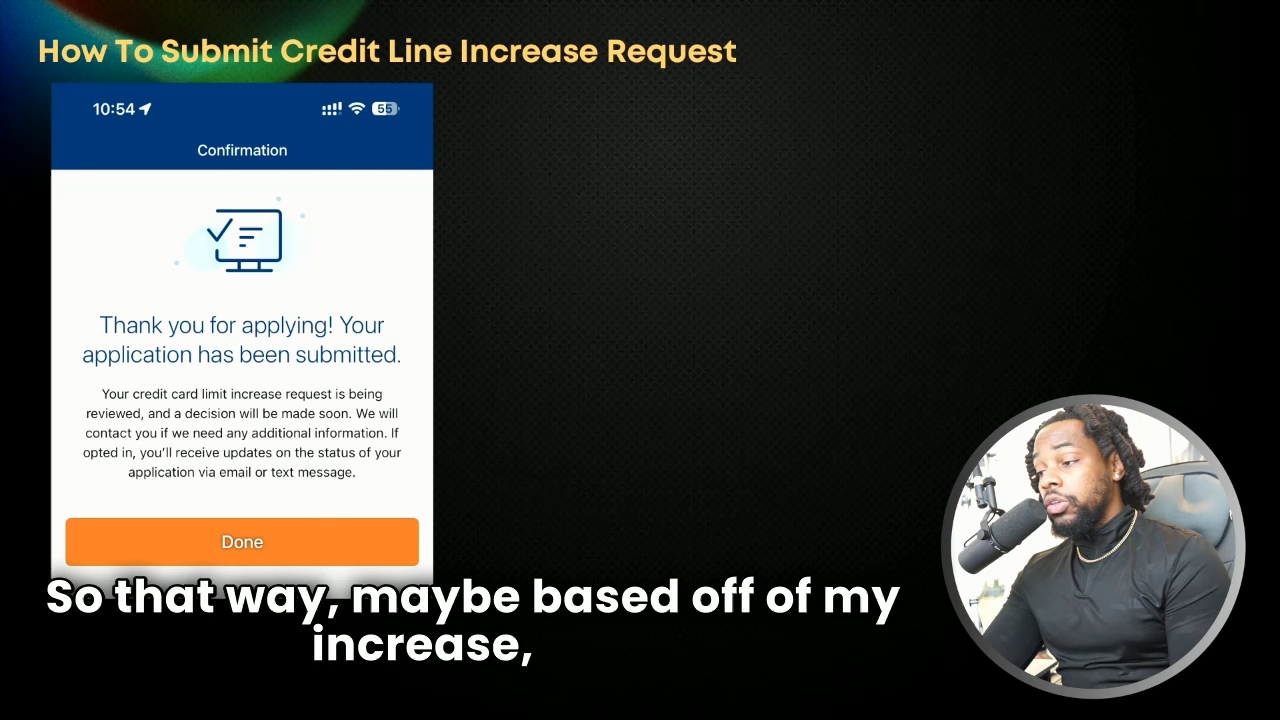 How To Submit Credit Line Increase Request
10:54
55
Confirmation
Thank you for applying! Your
application has been submitted.
Your credit card limit increase request is being
reviewed, and a decision will be made soon. We will
contact you if we need any additional information. If
opted in, you'll receive updates on the status of your
application via email or text message.
Done
So that way, maybe based off of my
increase,